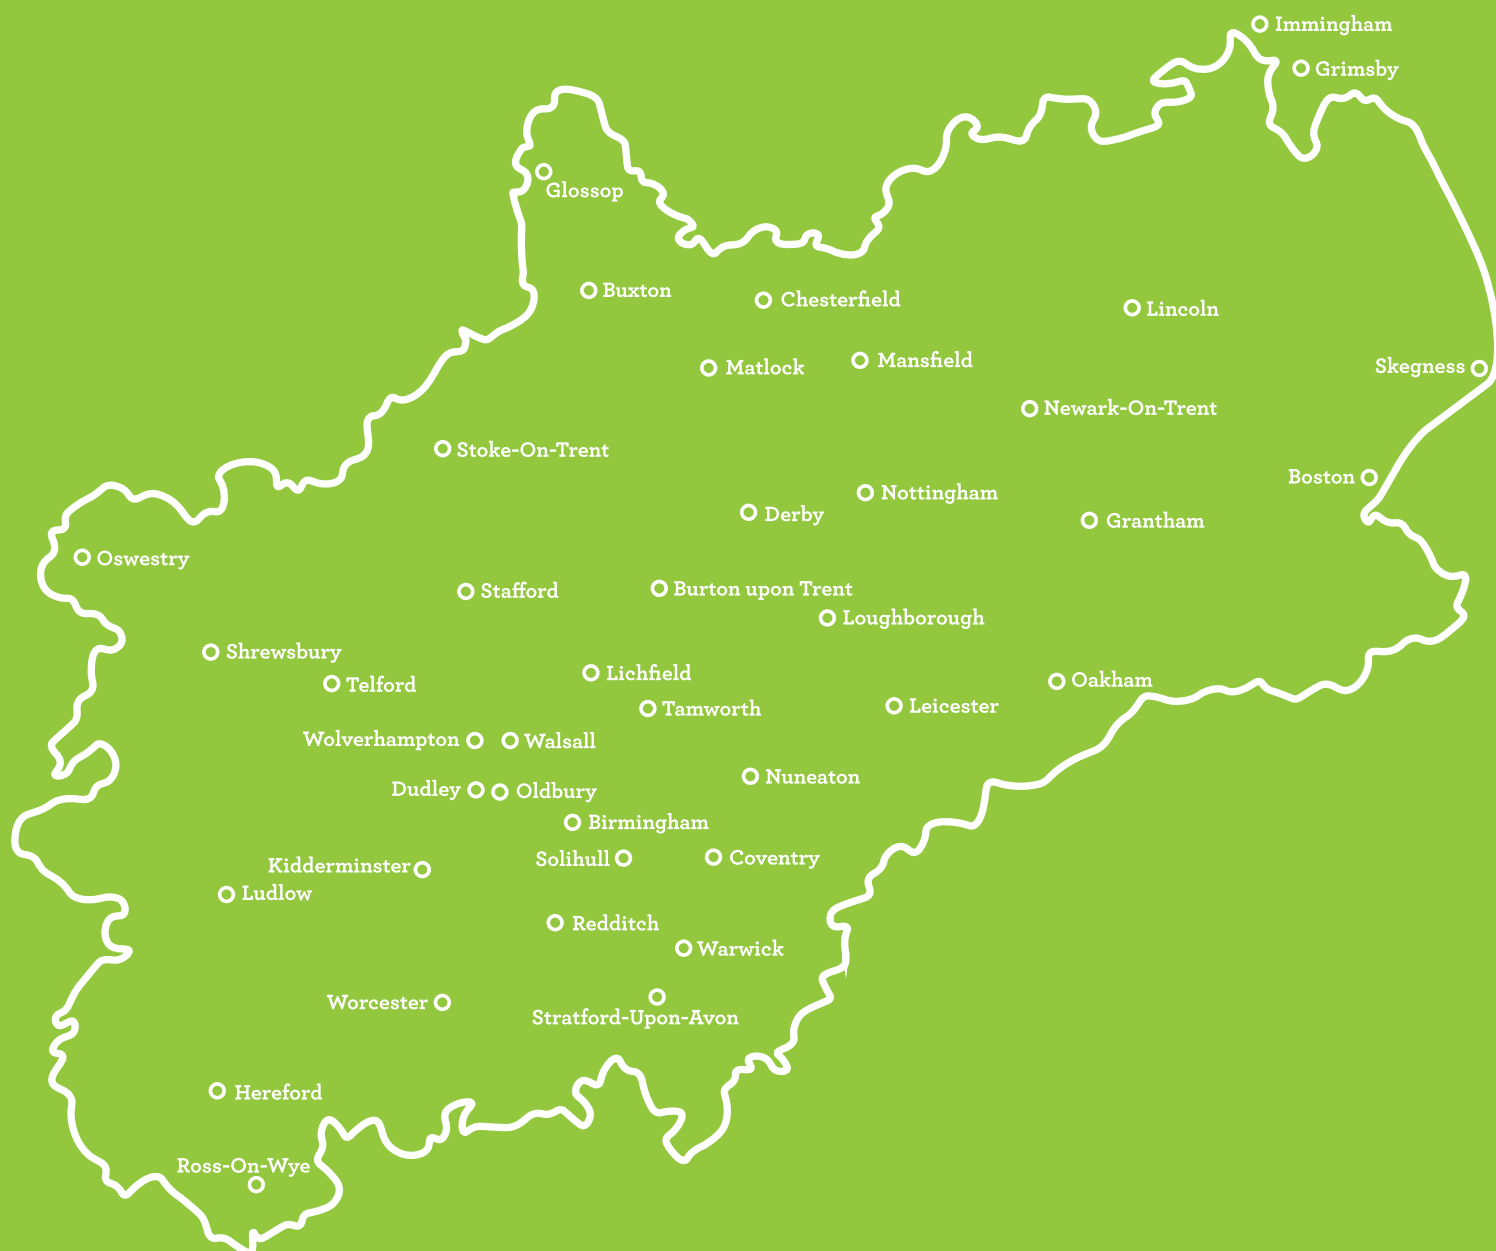 Immingham
Grimsby
Glossop
Buxton
Chesterfield
Lincoln
Matlock
Mansfield
Skegness
Newark-On-Trent
Stoke-On-Trent
Boston
Nottingham
Derby
Grantham
Oswestry
Stafford
Burton upon Trent
Loughborough
Shrewsbury
Telford
Lichfield
Oakham
Tamworth
Leicester
Wolverhampton
Walsall
Nuneaton
Dudley
Oldbury
Birmingham
Solihull
Coventry
Kidderminster
Ludlow
Redditch
Warwick
Worcester
Stratford-Upon-Avon
Hereford
Ross-On-Wye